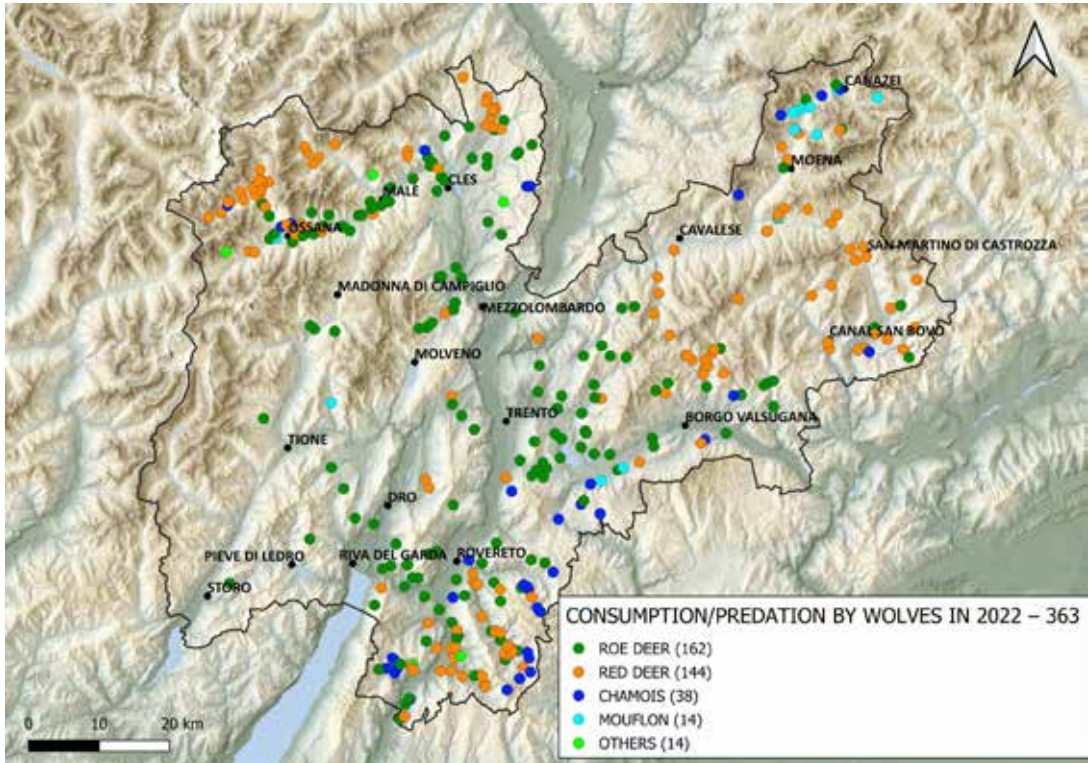 CANAZEI
MOENA
CLES
MALE
OSSANA
CAVALESE
SAN MARTINO DI CASTROZZA
MADONNA DI CAMPIGLIO
MEZZOLOMBARDO
CANAL SAN BOVO
MOLVENO
TRENTO
BORGO VALSUGANA
TIONE
DRO
PIEVE DI LEDRO
RIVA DEL GARDA
ROVERETO
STORO
CONSUMPTION/PREDATION BY WOLVES IN 2022 – 363
ROE DEER (162)
RED DEER (144)
CHAMOIS (38)
MOUFLON (14)
OTHERS (14)
0 10 20 km